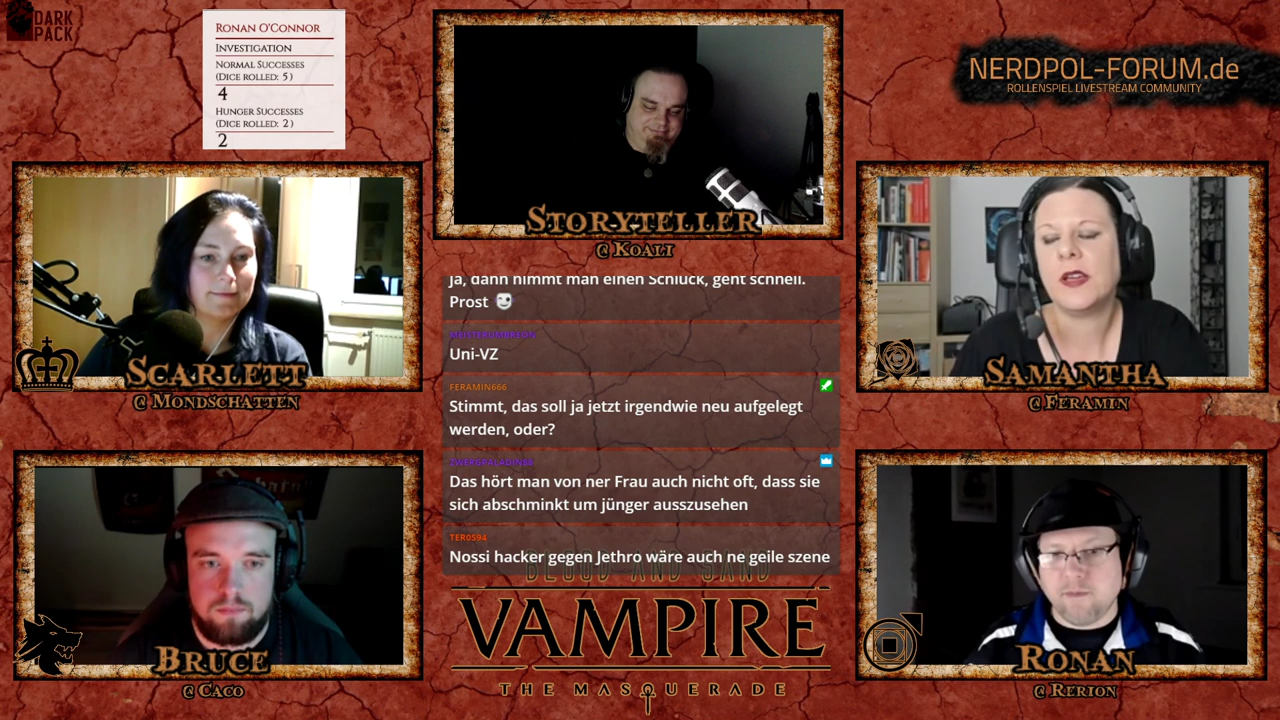 DARK
PACK
RONAN O'CONNOR
INVESTIGATION
NORMAL SUCCESSES
(DICE ROLLED: 5 )
4
HUNGER SUCCESSES
(DICE ROLLED: 2 )
2
NERDPOL-FORUM.de
ROLLENSPIEL LIVESTREAM COMMUNITY
STORYTELLER
@ KOALI
SCARLETT
@ MONDSCHATTEN
SAMANTHA
@ FERAMIN
Ja, dann nimmt man einen Schluck, geht schnell.
Prost
Uni-VZ
FERAMIN666
Stimmt, das soll ja jetzt irgendwie neu aufgelegt
werden, oder?
ZWERGPALADIN88
Das hört man von ner Frau auch nicht oft, dass sie
sich abschminkt um jünger auszusehen
TER0S94
Nossi hacker gegen Jethro wäre auch ne geile szene
BLOOD AND SAND
VAMPIRE
THE MASQUERADE
BRUCE
@ CACO
RONAN
@ RERION